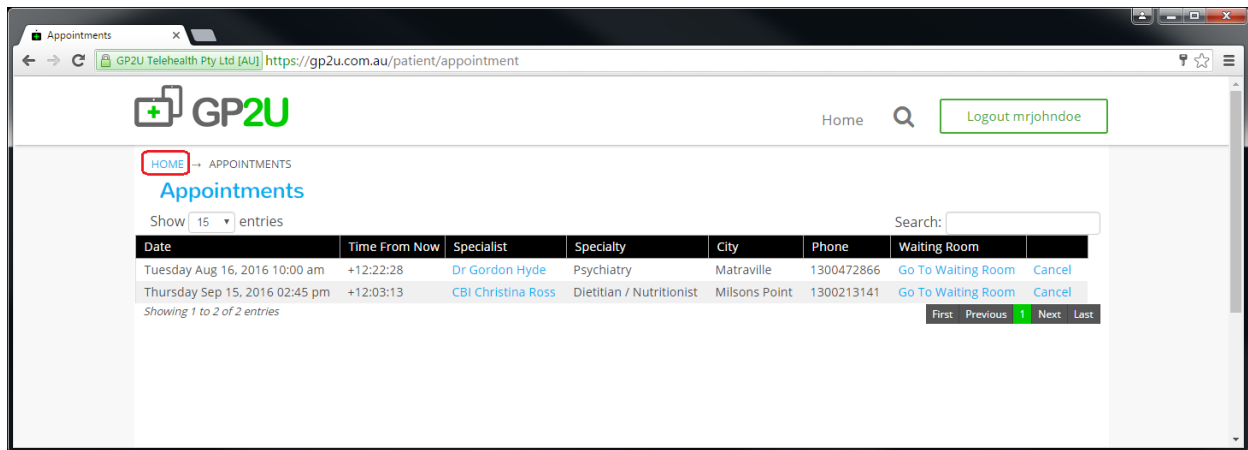 Appointments
GP2U Telehealth Pty Ltd [AU] https://gp2u.com.au/patient/appointment
GP2U Home Logout mrjohndoe
HOME → APPOINTMENTS
Appointments
Show 15 entries Search:
Date Time From Now Specialist Specialty City Phone Waiting Room
Tuesday Aug 16, 2016 10:00 am +12:22:28 Dr Gordon Hyde Psychiatry Matraville 1300472866 Go To Waiting Room Cancel
Thursday Sep 15, 2016 02:45 pm +12:03:13 CBI Christina Ross Dietitian / Nutritionist Milsons Point 1300213141 Go To Waiting Room Cancel
Showing 1 to 2 of 2 entries First Previous 1 Next Last